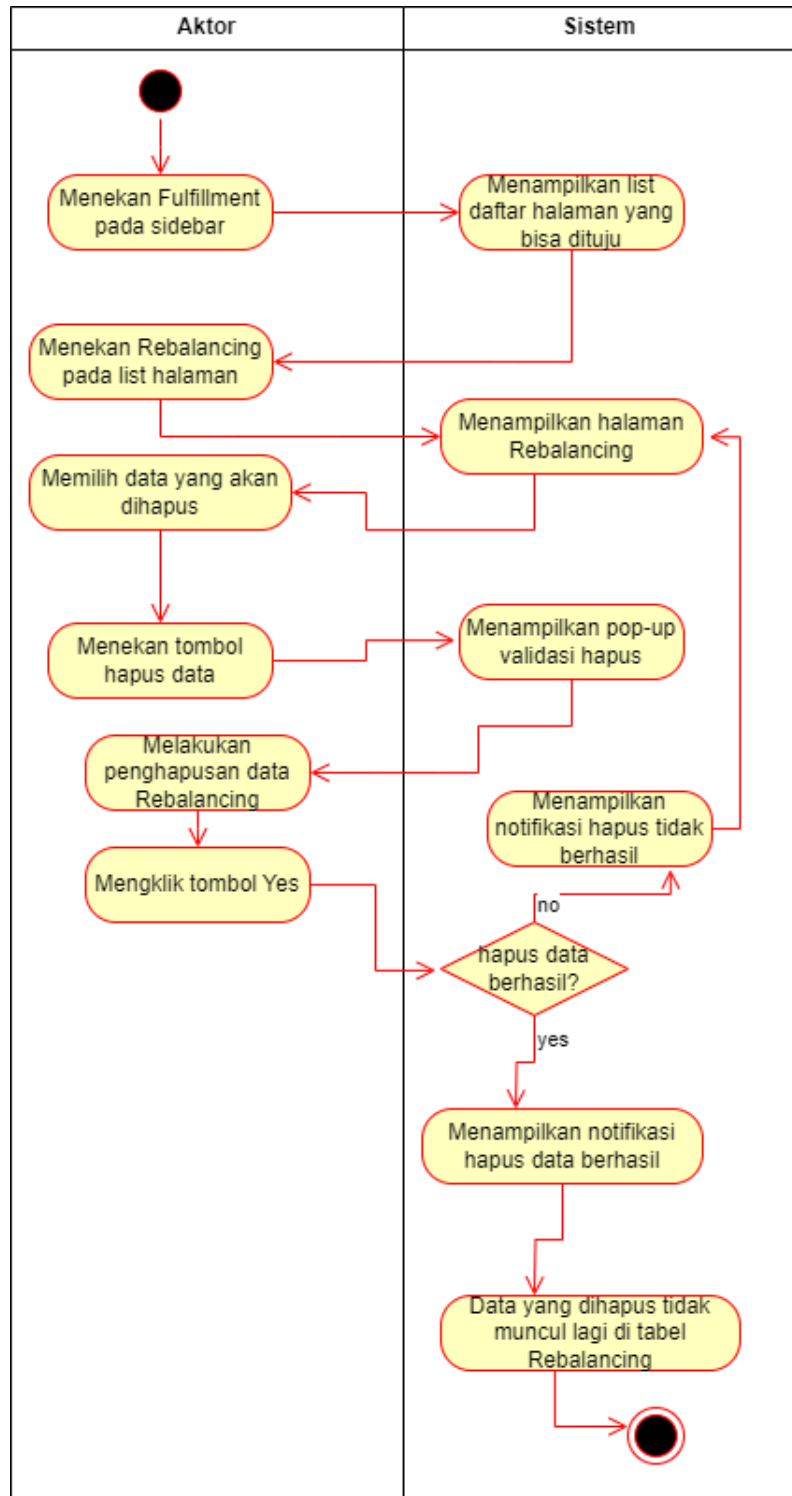 Aktor
Sistem
Menekan Fulfillment
pada sidebar
Menampilkan list
daftar halaman yang
bisa dituju
Menekan Rebalancing
pada list halaman
Menampilkan halaman
Rebalancing
Memilih data yang akan
dihapus
Menekan tombol
hapus data
Menampilkan pop-up
validasi hapus
Melakukan
penghapusan data
Rebalancing
Mengklik tombol Yes
Menampilkan
notifikasi hapus tidak
berhasil
no
hapus data
berhasil?
yes
Menampilkan notifikasi
hapus data berhasil
Data yang dihapus tidak
muncul lagi di tabel
Rebalancing